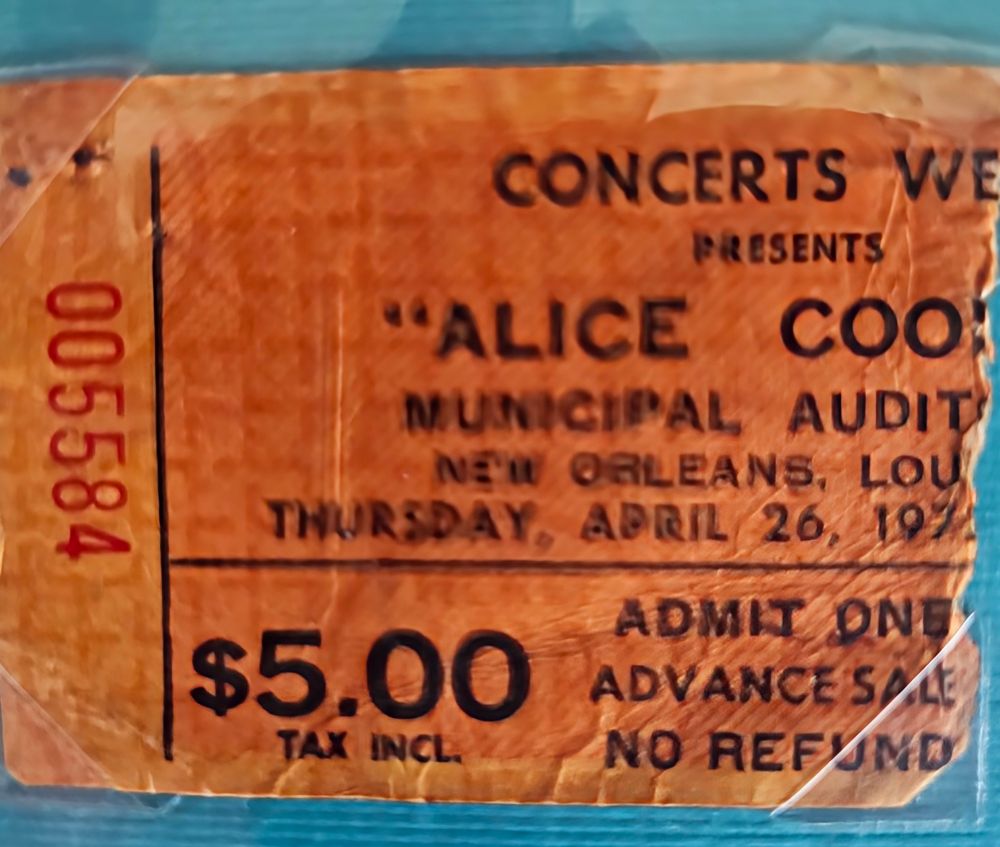 005584
CONCERTS WE
PRESENTS
"ALICE COO
MUNICIPAL AUDIT
NEW ORLEANS, LOU
THURSDAY, APRIL 26, 197
$5.00
TAX INCL.
ADMIT ONE
ADVANCE SALE
NO REFUND